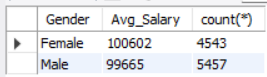 Gender Avg_Salary count(*)
Female 100602 4543
Male 99665 5457